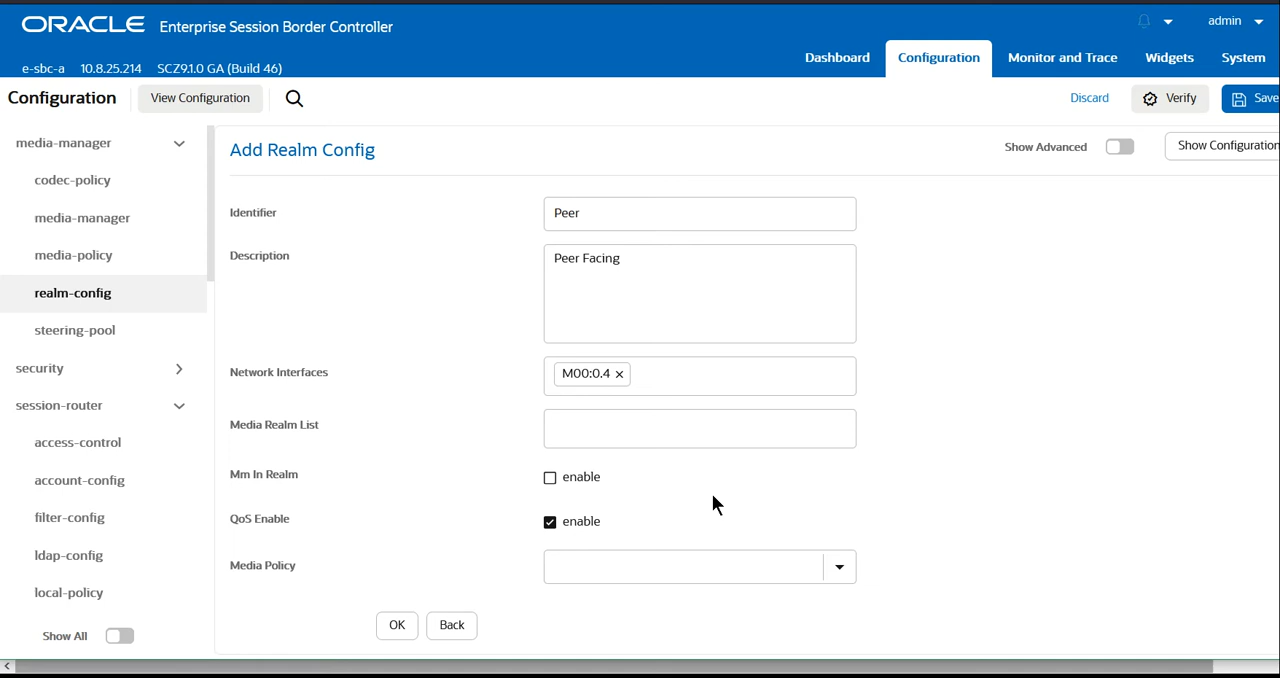 ORACLE Enterprise Session Border Controller
admin
e-sbc-a 10.8.25.214 SCZ9.1.0 GA (Build 46)
Dashboard Configuration Monitor and Trace Widgets System
Configuration View Configuration
Discard Verify Save
media-manager
codec-policy
media-manager
media-policy
realm-config
steering-pool
security
session-router
access-control
account-config
filter-config
ldap-config
local-policy
Show All
Add Realm Config
Show Advanced
Show Configuration
Identifier
Peer
Description
Peer Facing
Network Interfaces
M00:0.4 ×
Media Realm List
Mm In Realm
enable
QoS Enable
enable
Media Policy
OK Back